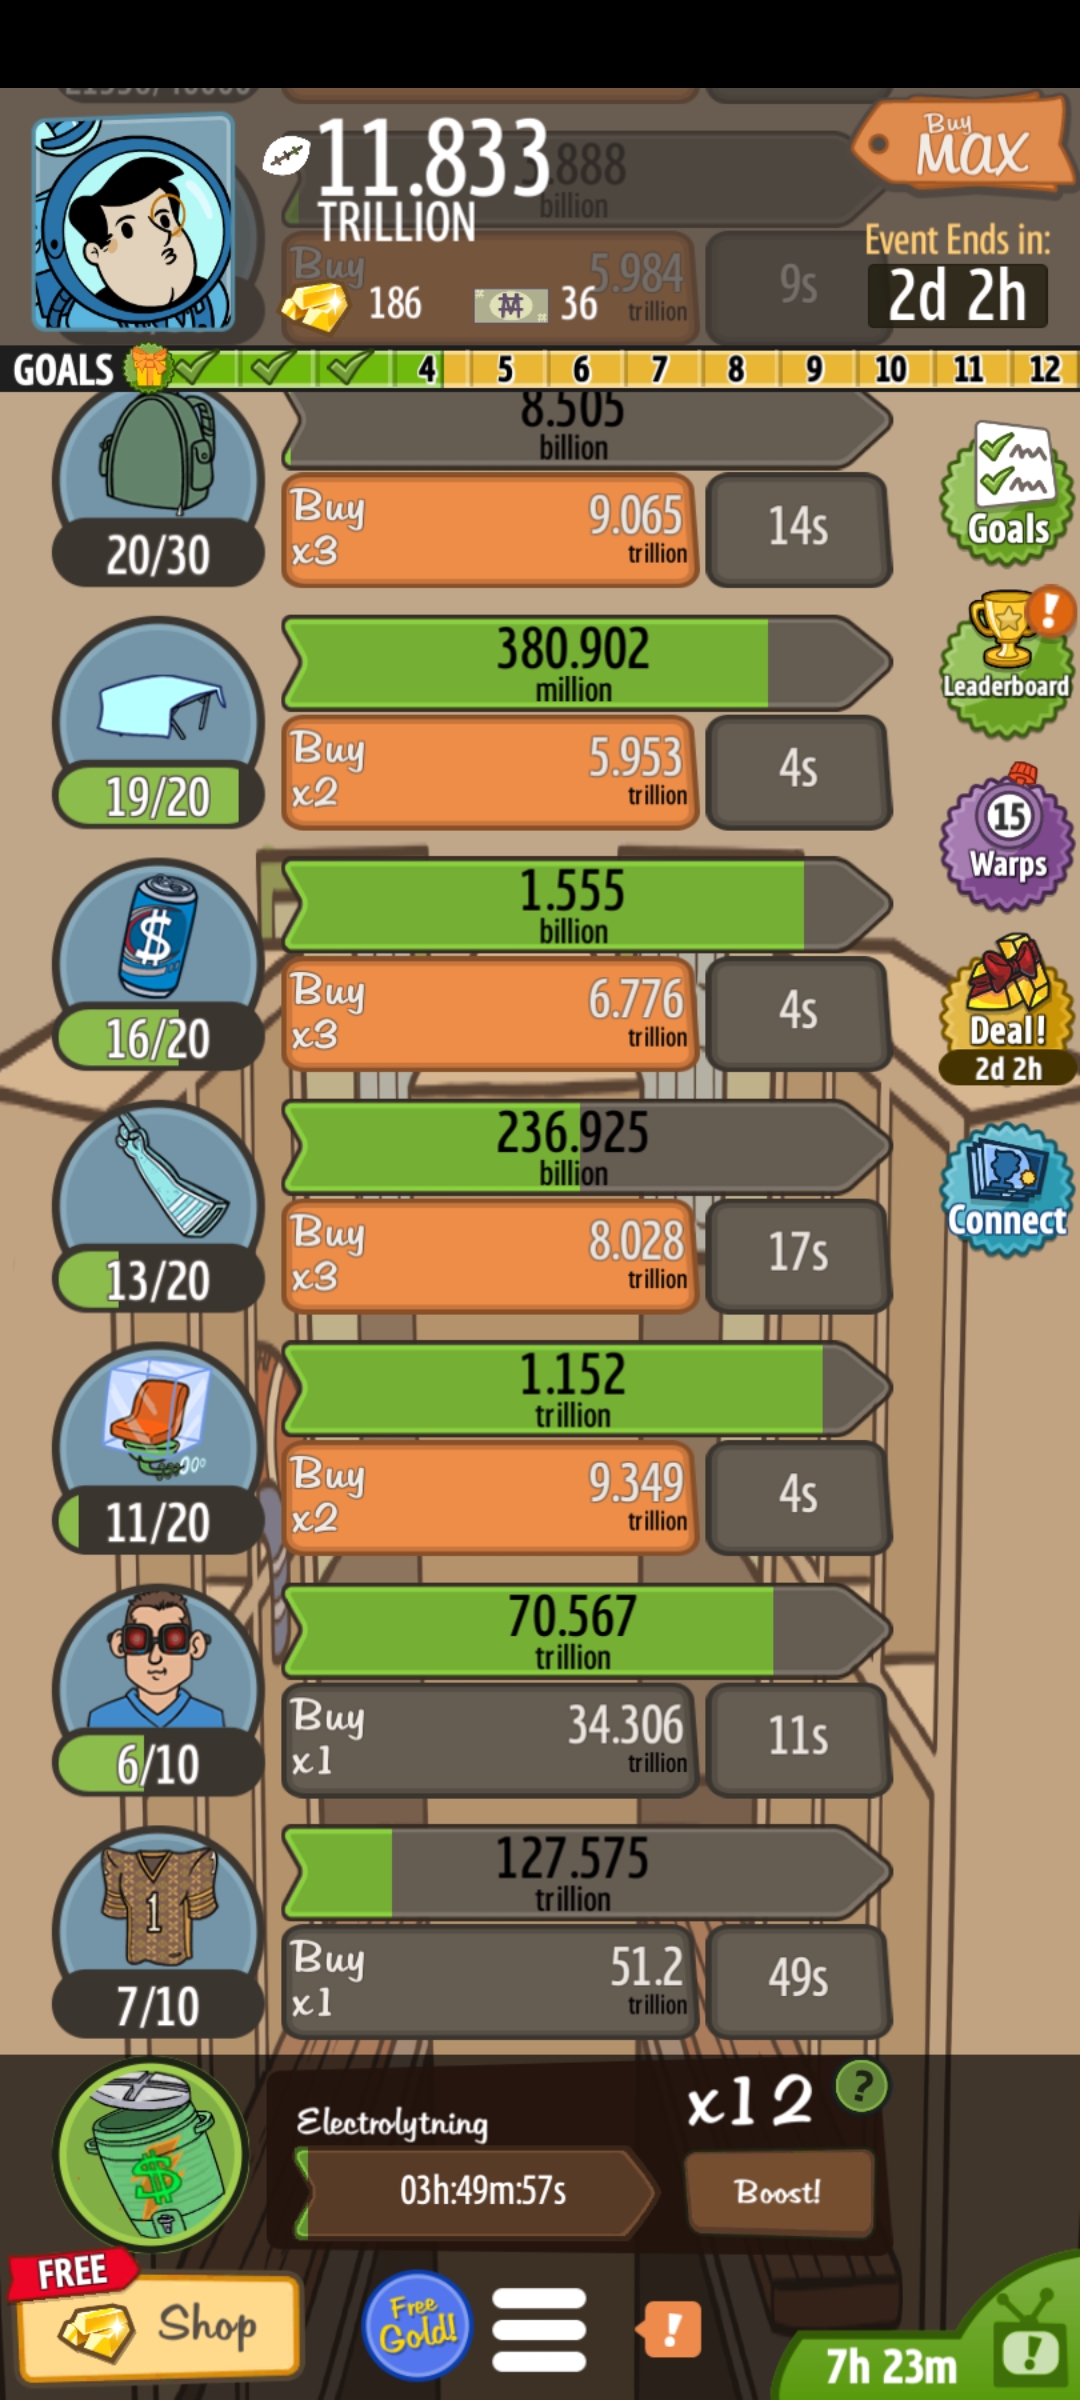 Buy
MAX
11.833
TRILLION
.888
billion
Event Ends in:
2d 2h
Buy
5.984
trillion
9s
186
36
GOALS 4 5 6 7 8 9 10 11 12
8.505
billion
Buy
x3
9.065
trillion
14s
20/30
Goals
380.902
million
Buy
x2
5.953
trillion
4s
19/20
!
Leaderboard
1.555
billion
Buy
x3
6.776
trillion
4s
$
16/20
15
Warps
Deal!
2d 2h
236.925
billion
Buy
x3
8.028
trillion
17s
13/20
Connect
1.152
trillion
Buy
x2
9.349
trillion
4s
11/20
70.567
trillion
Buy
x1
34.306
trillion
11s
6/10
127.575
trillion
Buy
x1
51.2
trillion
49s
1
7/10
$
Electrolytning
x12
?
03h:49m:57s
Boost!
FREE
Shop
Free
Gold!
!
7h 23m
!